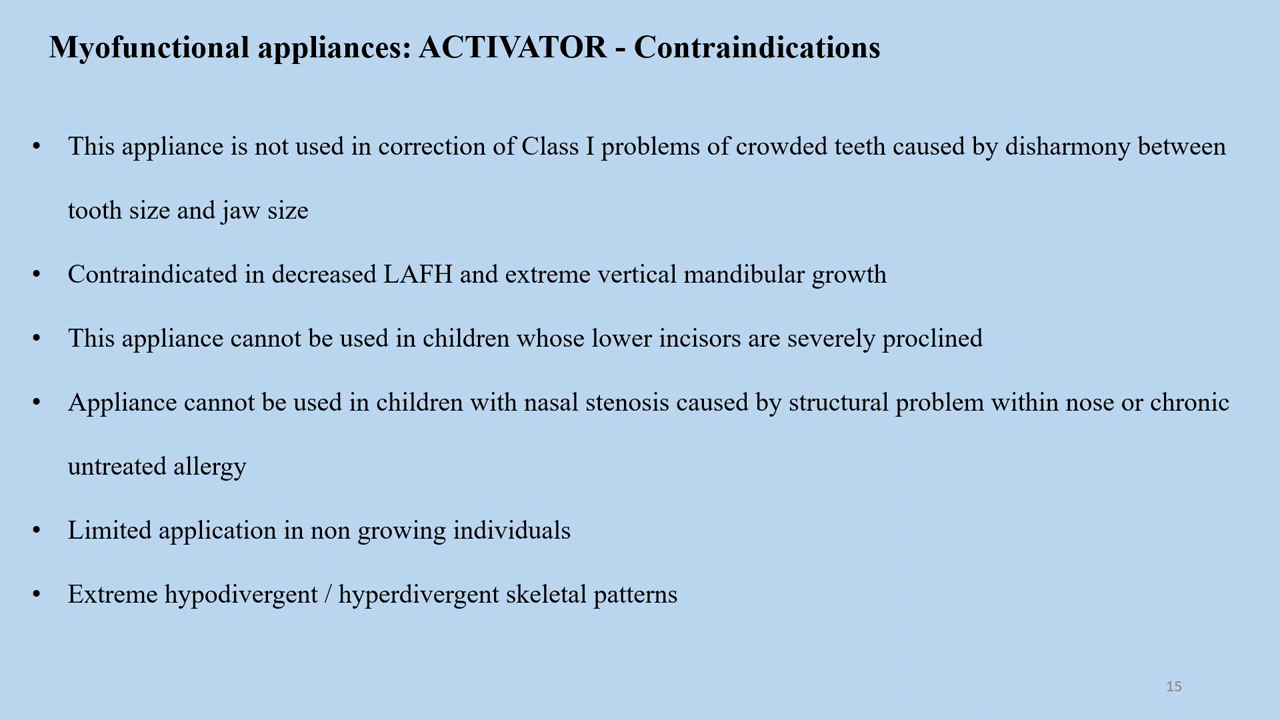 Myofunctional appliances: ACTIVATOR - Contraindications
• This appliance is not used in correction of Class I problems of crowded teeth caused by disharmony between
tooth size and jaw size
• Contraindicated in decreased LAFH and extreme vertical mandibular growth
• This appliance cannot be used in children whose lower incisors are severely proclined
• Appliance cannot be used in children with nasal stenosis caused by structural problem within nose or chronic
untreated allergy
• Limited application in non growing individuals
• Extreme hypodivergent / hyperdivergent skeletal patterns
15